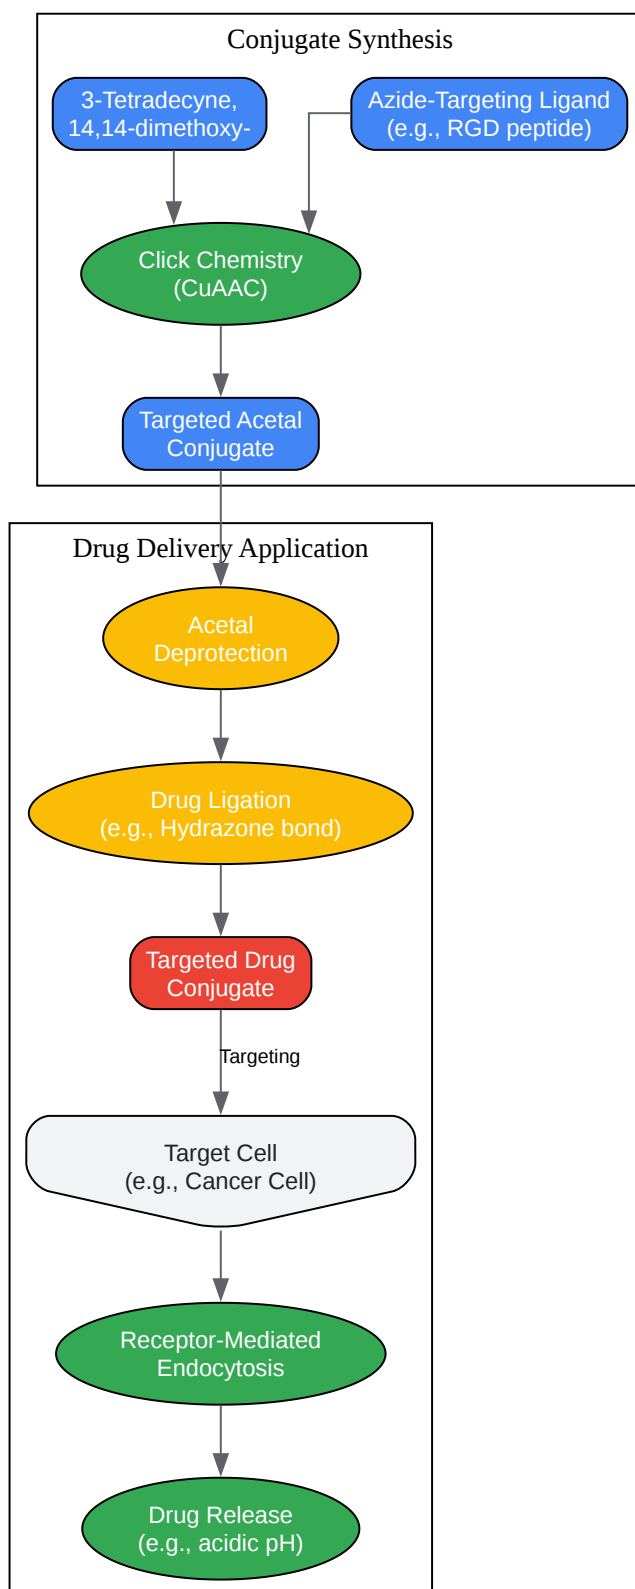 Conjugate Synthesis
3-Tetradecyne,
14,14-dimethoxy-
Azide-Targeting Ligand
(e.g., RGD peptide)
Click Chemistry
(CuAAC)
Targeted Acetal
Conjugate
Drug Delivery Application
Acetal
Deprotection
Drug Ligation
(e.g., Hydrazone bond)
Targeted Drug
Conjugate
Targeting
Target Cell
(e.g., Cancer Cell)
Receptor-Mediated
Endocytosis
Drug Release
(e.g., acidic pH)